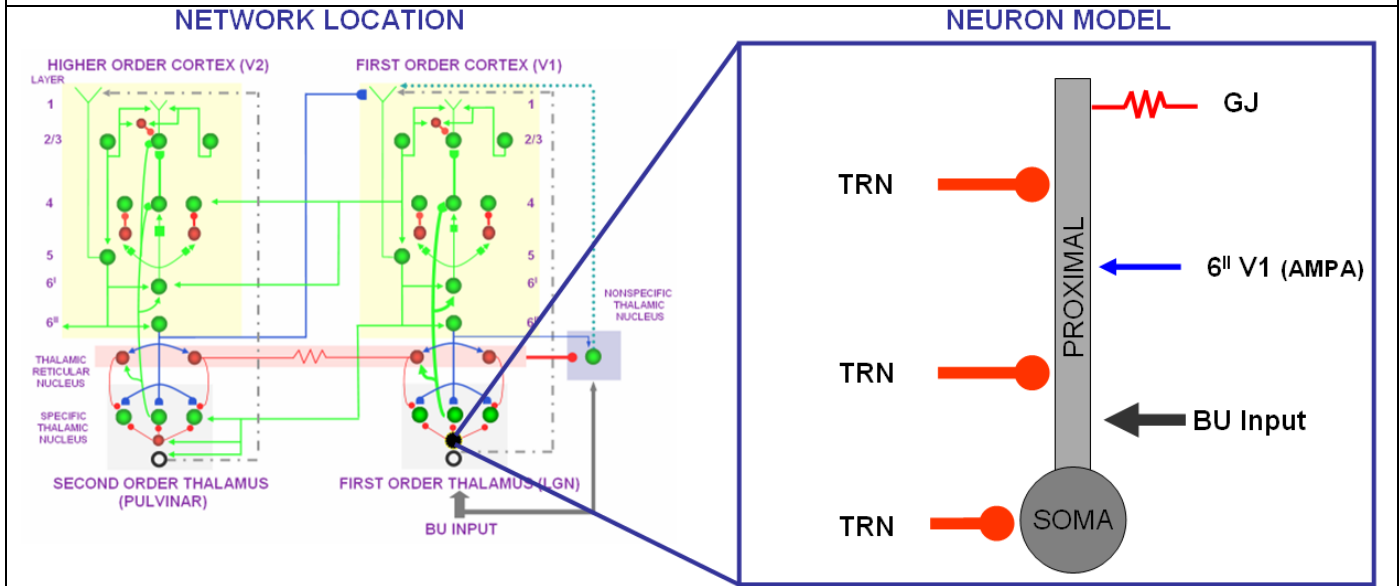 NETWORK LOCATION
HIGHER ORDER CORTEX (V2)
FIRST ORDER CORTEX (V1)
LAYER
1
1
2/3
2/3
4
4
5
5
6ᴵ
6ᴵ
6ᴵᴵ
NONSPECIFIC
THALAMIC
NUCLEUS
THALAMIC
RETICULAR
NUCLEUS
SPECIFIC
THALAMIC
NUCLEUS
SECOND ORDER THALAMUS
(PULVINAR)
FIRST ORDER THALAMUS (LGN)
BU INPUT
NEURON MODEL
GJ
TRN
6ᴵᴵ V1 (AMPA)
PROXIMAL
TRN
BU Input
TRN
SOMA